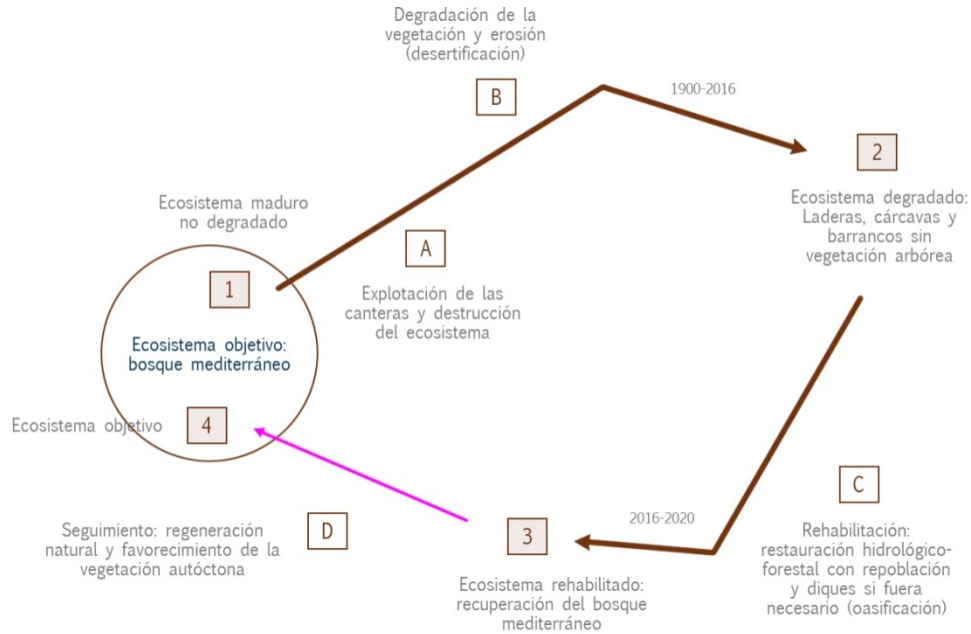 Degradación de la
vegetación y erosión
(desertificación)
B
1900-2016
2
Ecosistema degradado:
Laderas, cárcavas y
barrancos sin
vegetación arbórea
Ecosistema maduro
no degradado
A
Explotación de las
canteras y destrucción
del ecosistema
1
Ecosistema objetivo:
bosque mediterráneo
Ecosistema objetivo
4
C
Rehabilitación:
restauración hidrológico-
forestal con repoblación
y diques si fuera
necesario (oasificación)
2016-2020
3
Ecosistema rehabilitado:
recuperación del bosque
mediterráneo
D
Seguimiento: regeneración
natural y favorecimiento de la
vegetación autóctona